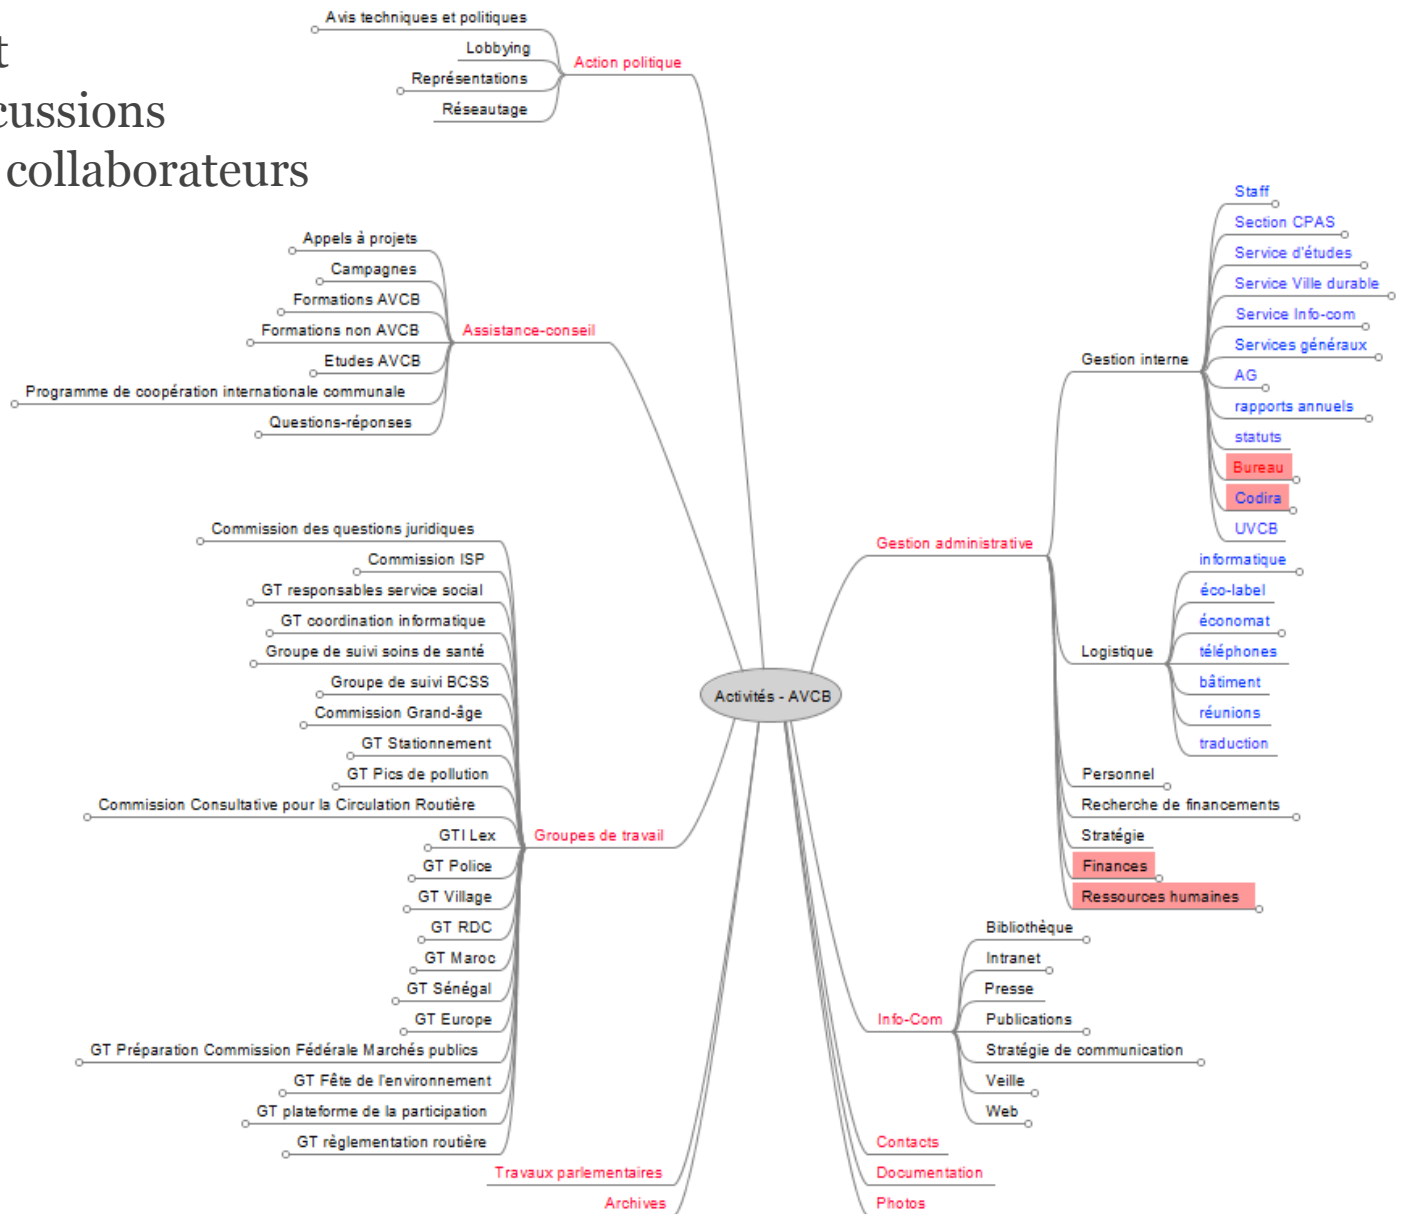 t
cussions
collaborateurs
Avis techniques et politiques
Lobbying
Représentations
Réseautage
Action politique
Appels à projets
Campagnes
Formations AVCB
Formations non AVCB
Etudes AVCB
Programme de coopération internationale communale
Questions-réponses
Assistance-conseil
Commission des questions juridiques
Commission ISP
GT responsables service social
GT coordination informatique
Groupe de suivi soins de santé
Groupe de suivi BCSS
Commission Grand-âge
GT Stationnement
GT Pics de pollution
Commission Consultative pour la Circulation Routière
GTI Lex
GT Police
GT Village
GT RDC
GT Maroc
GT Sénégal
GT Europe
GT Préparation Commission Fédérale Marchés publics
GT Fête de l'environnement
GT plateforme de la participation
GT règlementation routière
Groupes de travail
Travaux parlementaires
Archives
Activités - AVCB
Gestion administrative
Gestion interne
Staff
Section CPAS
Service d'études
Service Ville durable
Service Info-com
Services généraux
AG
rapports annuels
statuts
Bureau
Codira
UVCB
Logistique
informatique
éco-label
économat
téléphones
bâtiment
réunions
traduction
Personnel
Recherche de financements
Stratégie
Finances
Ressources humaines
Info-Com
Bibliothèque
Intranet
Presse
Publications
Stratégie de communication
Veille
Web
Contacts
Documentation
Photos